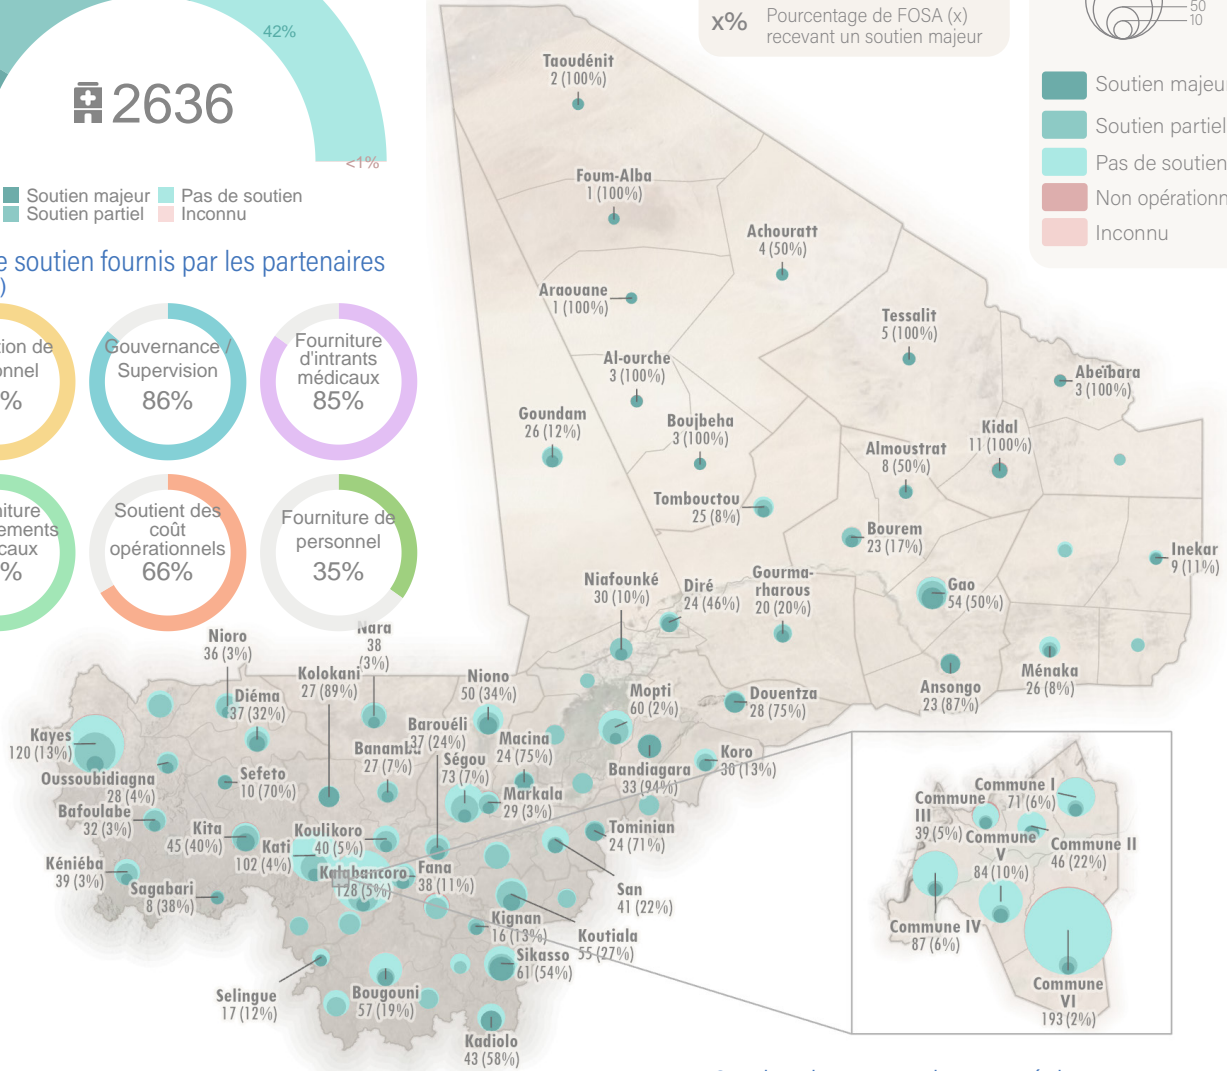 42%
2636
<1%
Soutien majeur
Pas de soutien
Soutien partiel
Inconnu
e soutien fournis par les partenaires
)
tion de
onnel
%
Gouvernance /
Supervision
86%
Fourniture
d'intrants
médicaux
85%
niture
ements
caux
%
Soutient des
coût
opérationnels
66%
Fourniture de
personnel
35%
x%
Pourcentage de FOSA (x)
recevant un soutien majeur
50
10
Soutien majeur
Soutien partiel
Pas de soutien
Non opérationn
Inconnu
Taoudénit
2 (100%)
Foum-Alba
1 (100%)
Achouratt
4 (50%)
Araouane
1 (100%)
Tessalit
5 (100%)
Al-ourche
3 (100%)
Abeïbara
3 (100%)
Goundam
26 (12%)
Boujbeha
3 (100%)
Kidal
11 (100%)
Almoustrat
8 (50%)
Tombouctou
25 (8%)
Bourem
23 (17%)
Inekar
9 (11%)
Niafounké
30 (10%)
Diré
24 (46%)
Gourma-
rharous
20 (20%)
Gao
54 (50%)
Ansongo
23 (87%)
Ménaka
26 (8%)
Nioro
36 (3%)
Nara
38
(3%)
Kolokani
27 (89%)
Niono
50 (34%)
Diéma
37 (32%)
Mopti
60 (2%)
Douentza
28 (75%)
Kayes
120 (13%)
Barouéli
37 (24%)
Macina
24 (75%)
Banamba
27 (7%)
Ségou
73 (7%)
Koro
30 (13%)
Bandiagara
33 (94%)
Oussoubidiagna
28 (4%)
Sefeto
10 (70%)
Markala
29 (3%)
Bafoulabe
32 (3%)
Kita
45 (40%)
Koulikoro
40 (5%)
Tominian
24 (71%)
Kati
102 (4%)
Kéniéba
39 (3%)
Kalabancoro
128 (5%)
Fana
38 (11%)
Sagabari
8 (38%)
San
41 (22%)
Kignan
16 (13%)
Koutiala
55 (27%)
Sikasso
61 (54%)
Selingue
17 (12%)
Bougouni
57 (19%)
Kadiolo
43 (58%)
Commune I
71 (6%)
Commune
III
39 (5%)
Commune
V
84 (10%)
Commune II
46 (22%)
Commune IV
87 (6%)
Commune
VI
193 (2%)